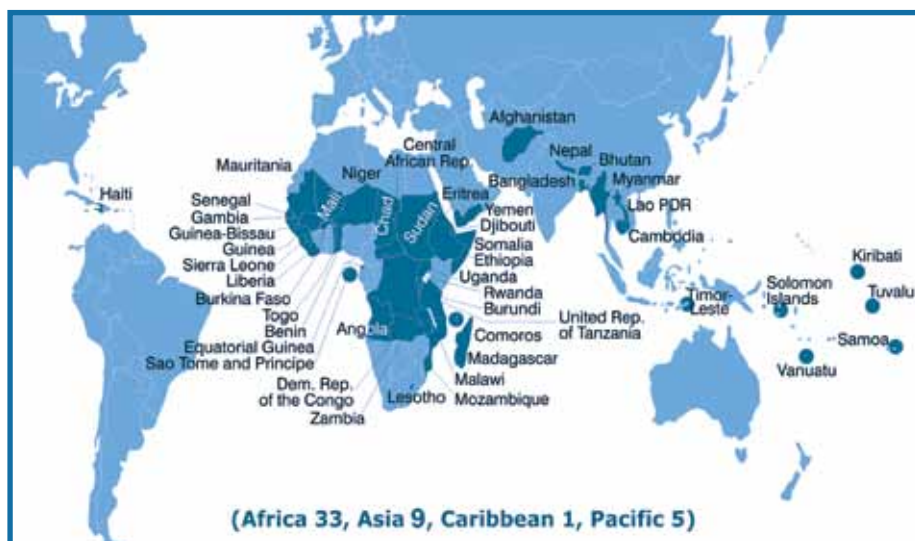 Afghanistan
Nepal
Bhutan
Bangladesh
Myanmar
Lao PDR
Cambodia
Central
African Rep.
Mauritania
Niger
Haiti
Mali
Chad
Sudan
Eritrea
Yemen
Djibouti
Senegal
Gambia
Guinea-Bissau
Guinea
Sierra Leone
Liberia
Burkina Faso
Togo
Benin
Equatorial Guinea
Sao Tome and Principe
Somalia
Ethiopia
Uganda
Rwanda
Burundi
United Rep.
of Tanzania
Angola
Comoros
Madagascar
Malawi
Mozambique
Dem. Rep.
of the Congo
Zambia
Lesotho
Timor-
Leste
Solomon
Islands
Kiribati
Tuvalu
Samoa
Vanuatu
(Africa 33, Asia 9, Caribbean 1, Pacific 5)